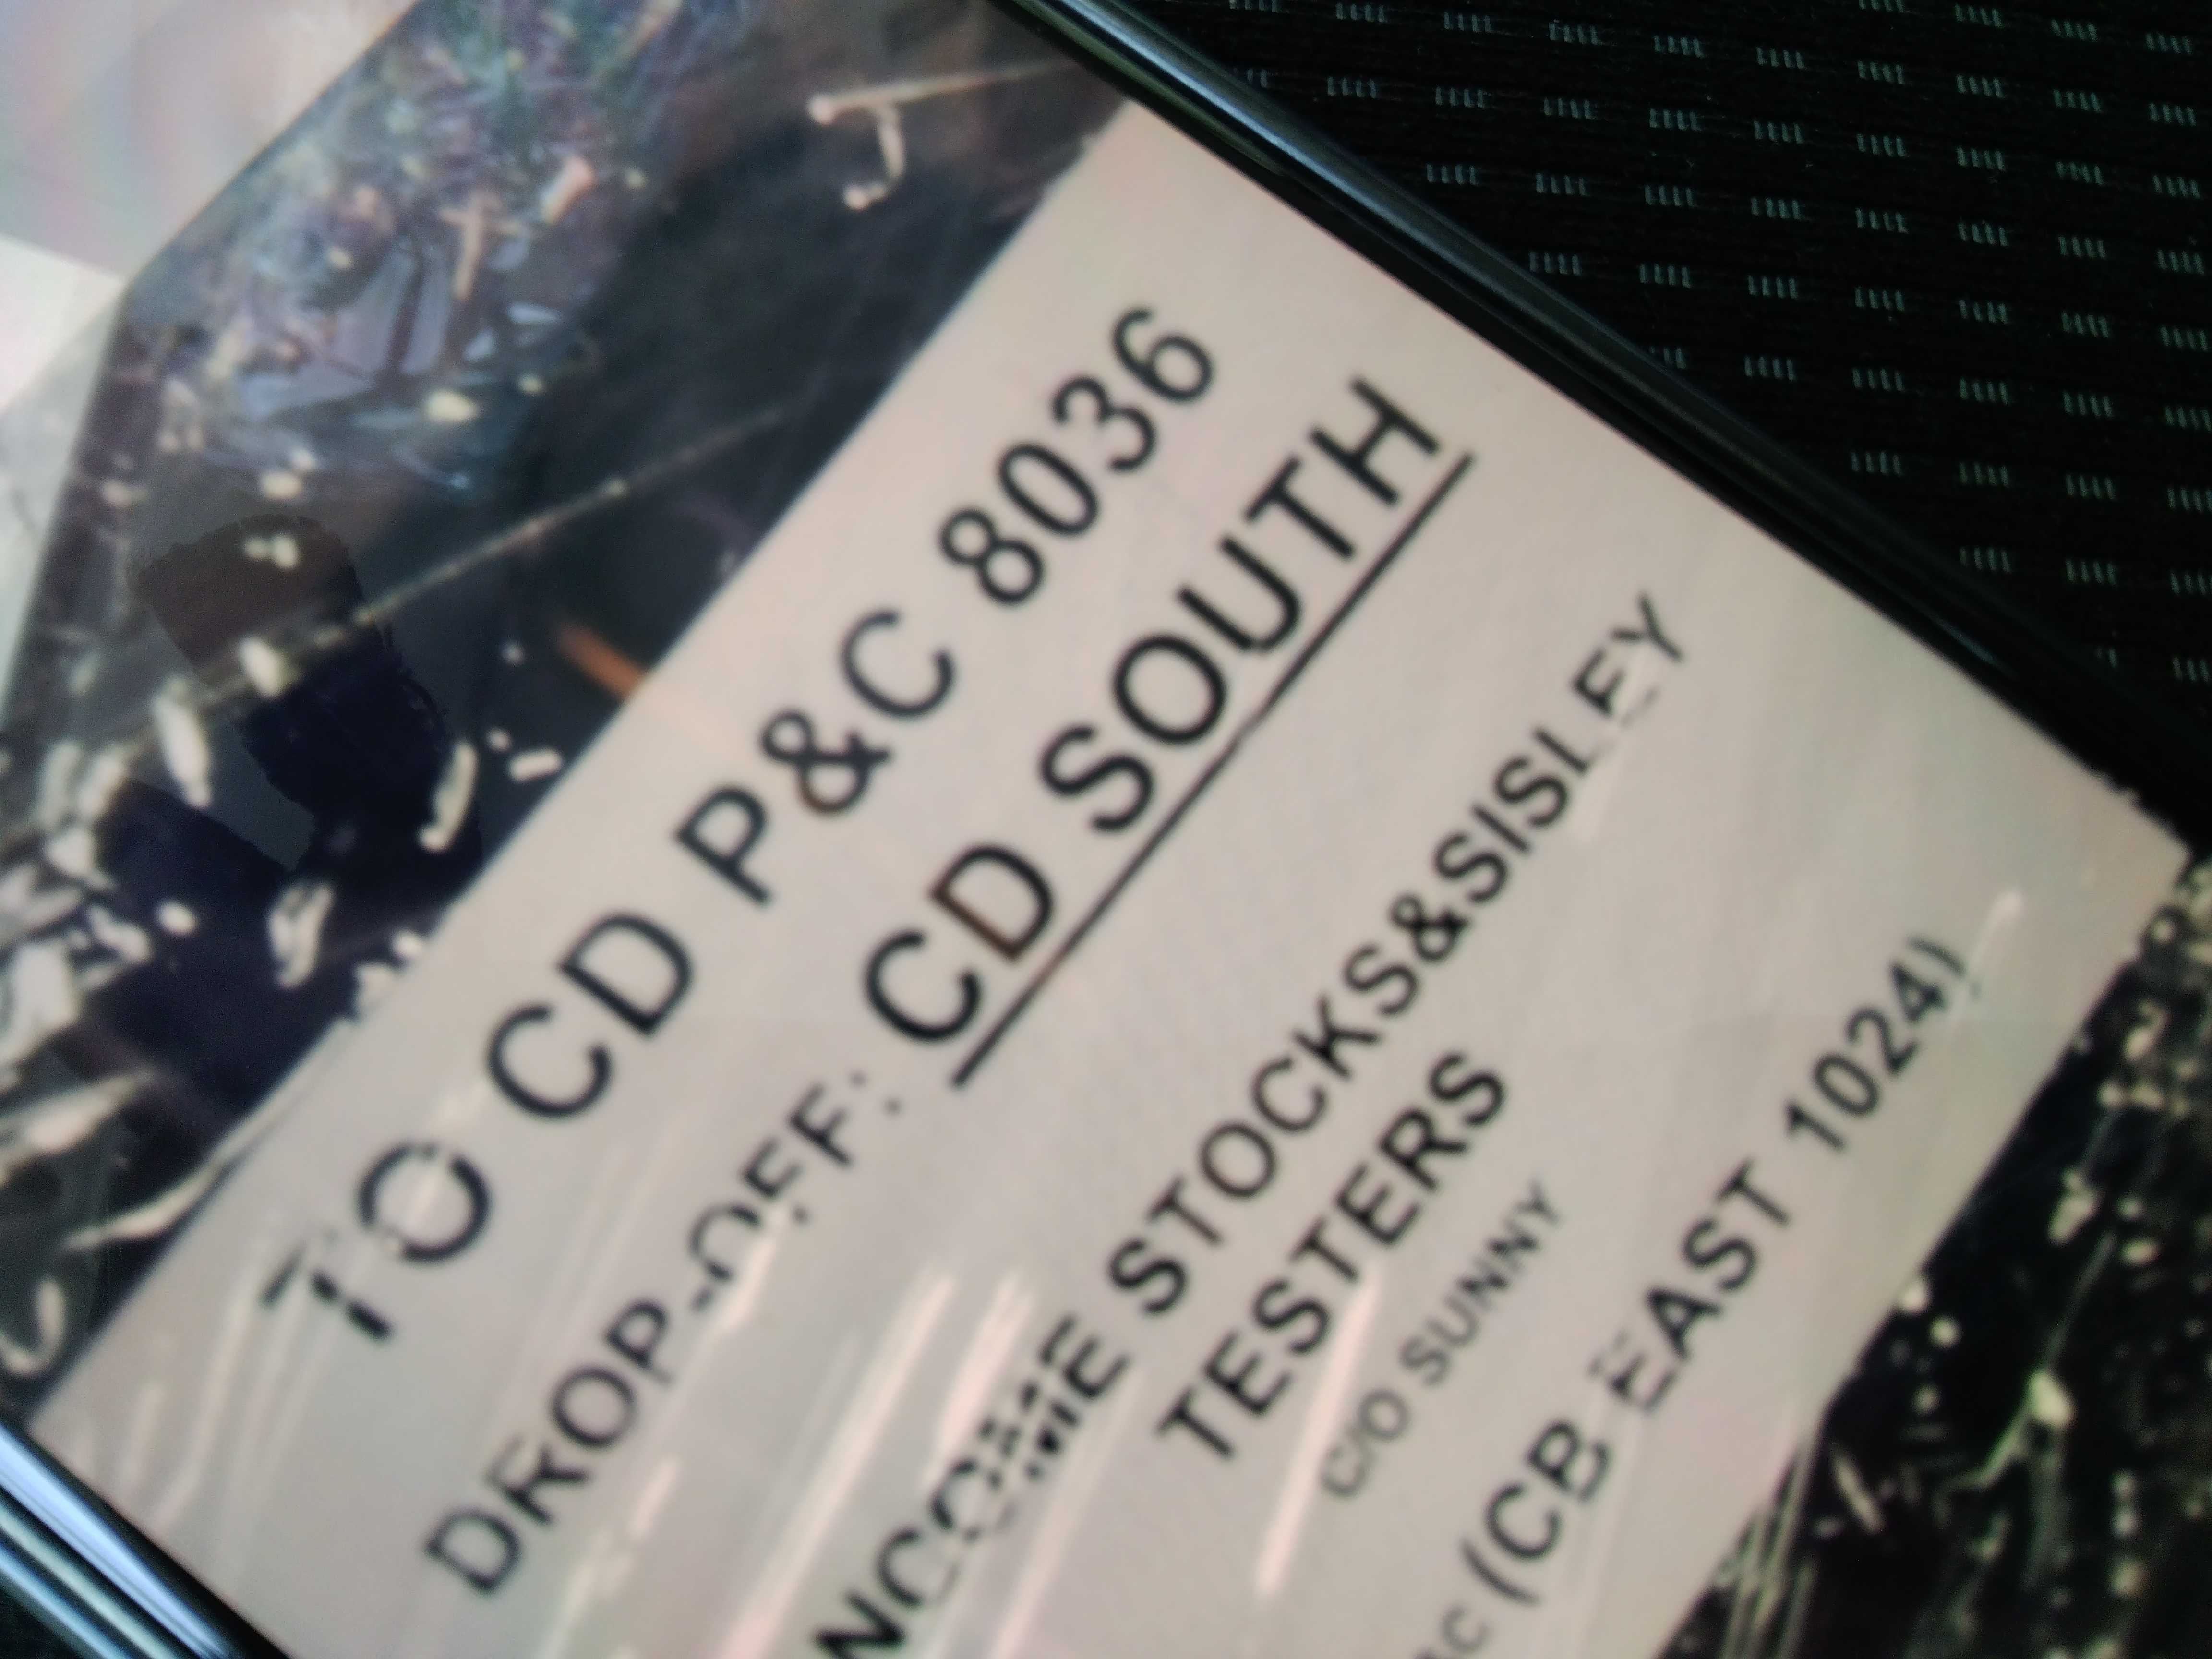 TO CD P&C 8036
DROP-OFF: CD SOUTH
STOCKS&SISLEY
TESTERS
C/O SUNNY
(CB EAST 1024)